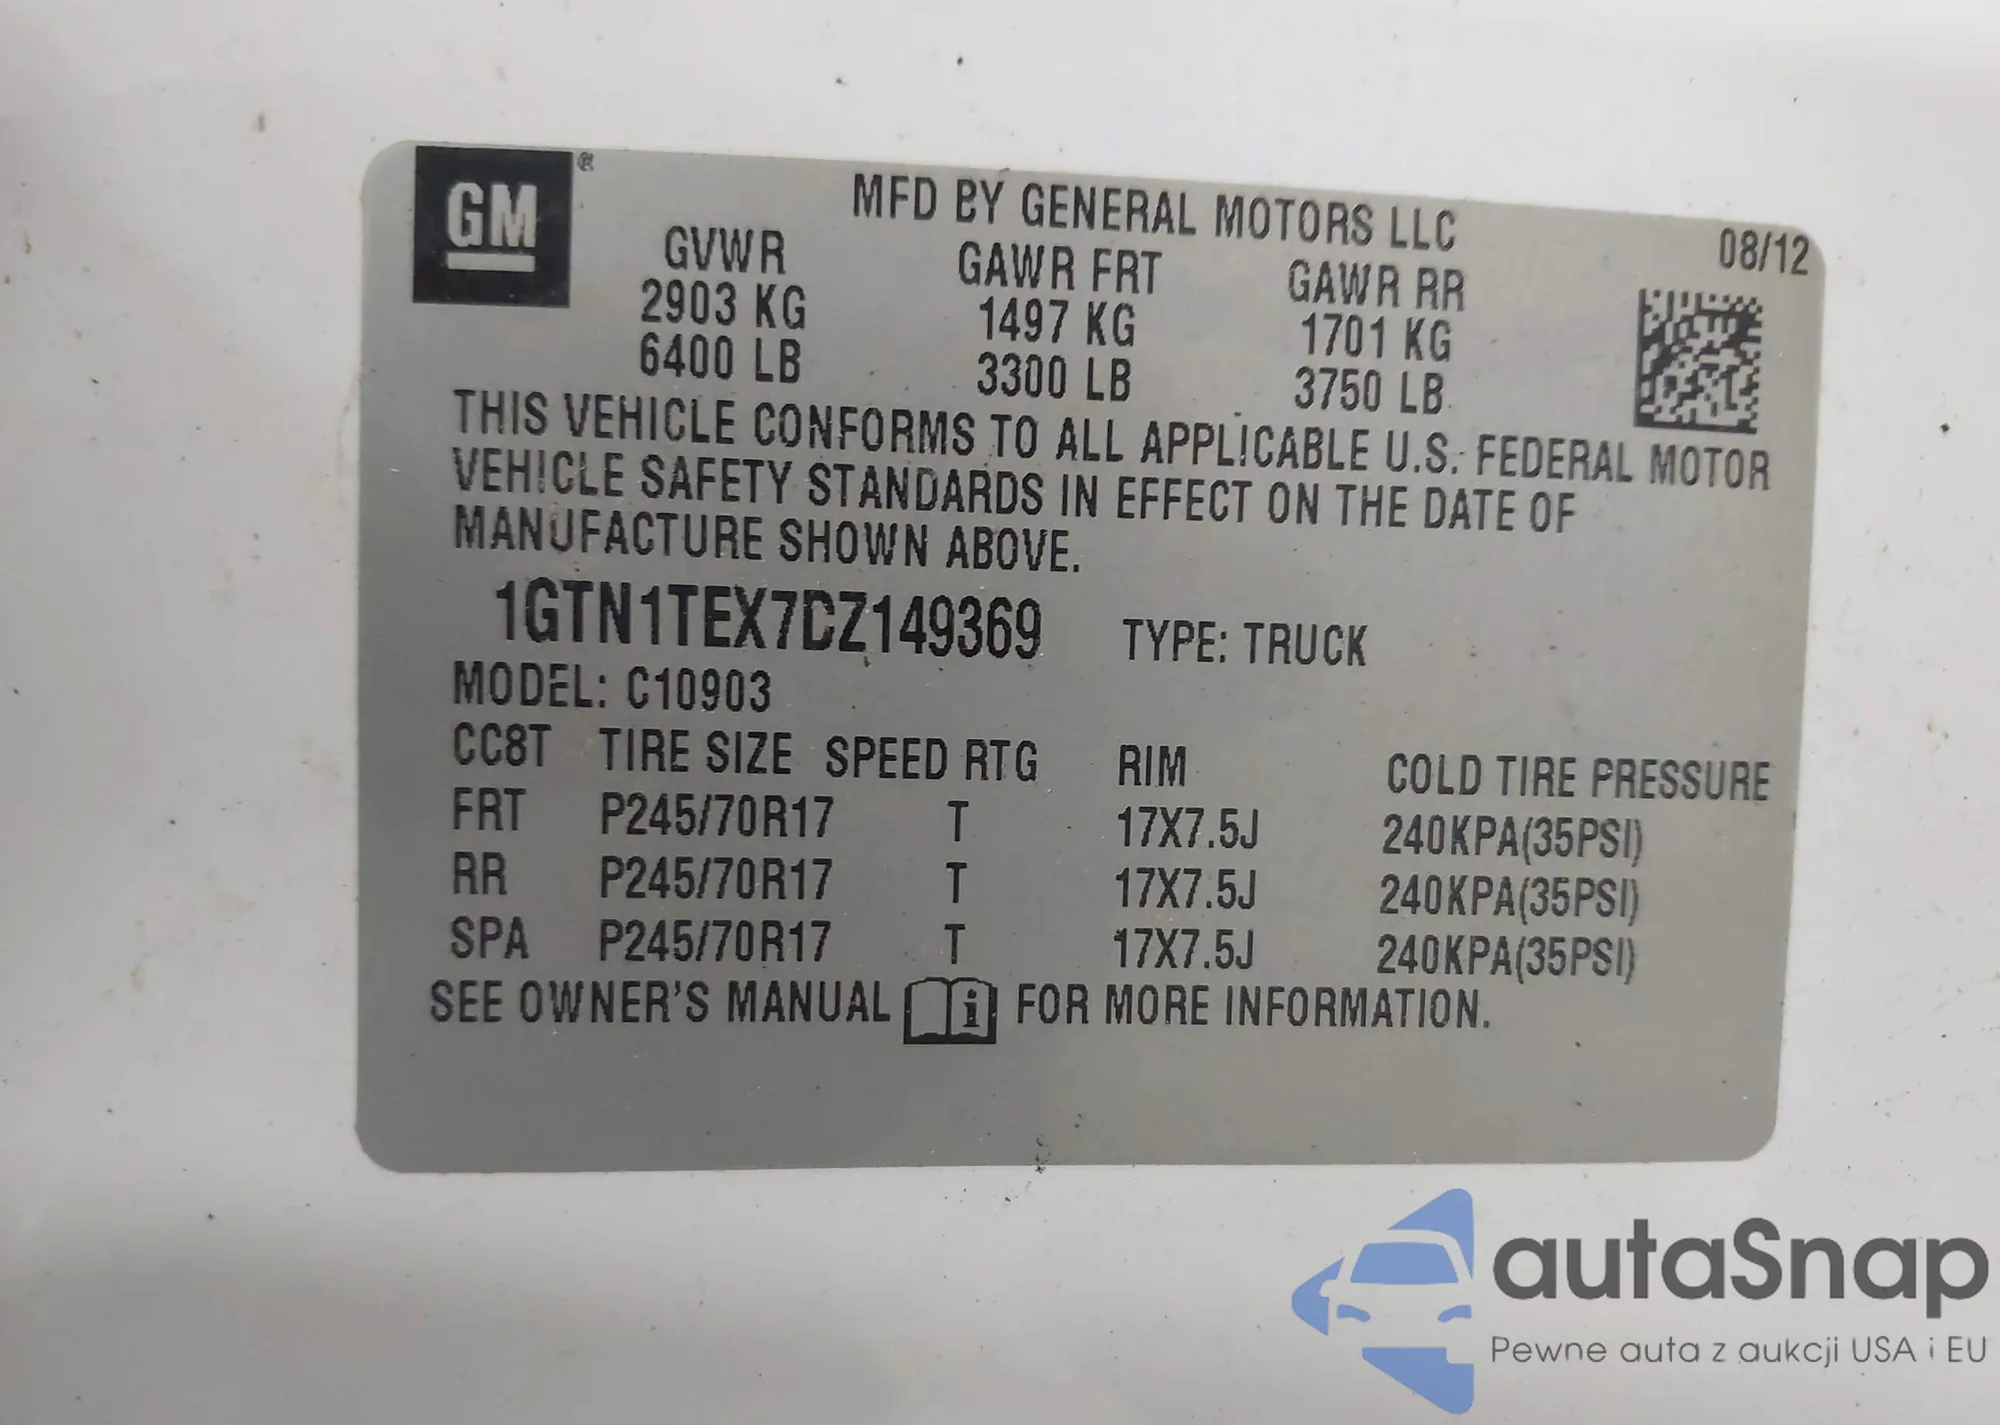 GM ®
MFD BY GENERAL MOTORS LLC
08/12
GVWR GAWR FRT GAWR RR
2903 KG 1497 KG 1701 KG
6400 LB 3300 LB 3750 LB
THIS VEHICLE CONFORMS TO ALL APPLICABLE U.S. FEDERAL MOTOR
VEHICLE SAFETY STANDARDS IN EFFECT ON THE DATE OF
MANUFACTURE SHOWN ABOVE.
1GTN1TEX7DZ149369 TYPE: TRUCK
MODEL: C10903
CC8T TIRE SIZE SPEED RTG RIM COLD TIRE PRESSURE
FRT P245/70R17 T 17X7.5J 240KPA(35PSI)
RR P245/70R17 T 17X7.5J 240KPA(35PSI)
SPA P245/70R17 T 17X7.5J 240KPA(35PSI)
SEE OWNER'S MANUAL i FOR MORE INFORMATION.
autaSnap
Pewne auta z aukcji USA i EU